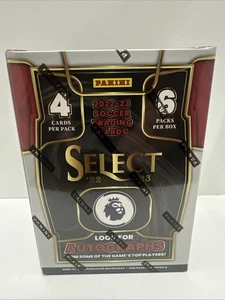 PANINI
4
CARDS
PER PACK
2022-23
SOCCER
TRADING
CARDS
6
PACKS
PER BOX
SELECT
22 23
LOOK FOR
AUTOGRAPHS
FROM SOME OF THE GAME'S TOP PLAYERS!